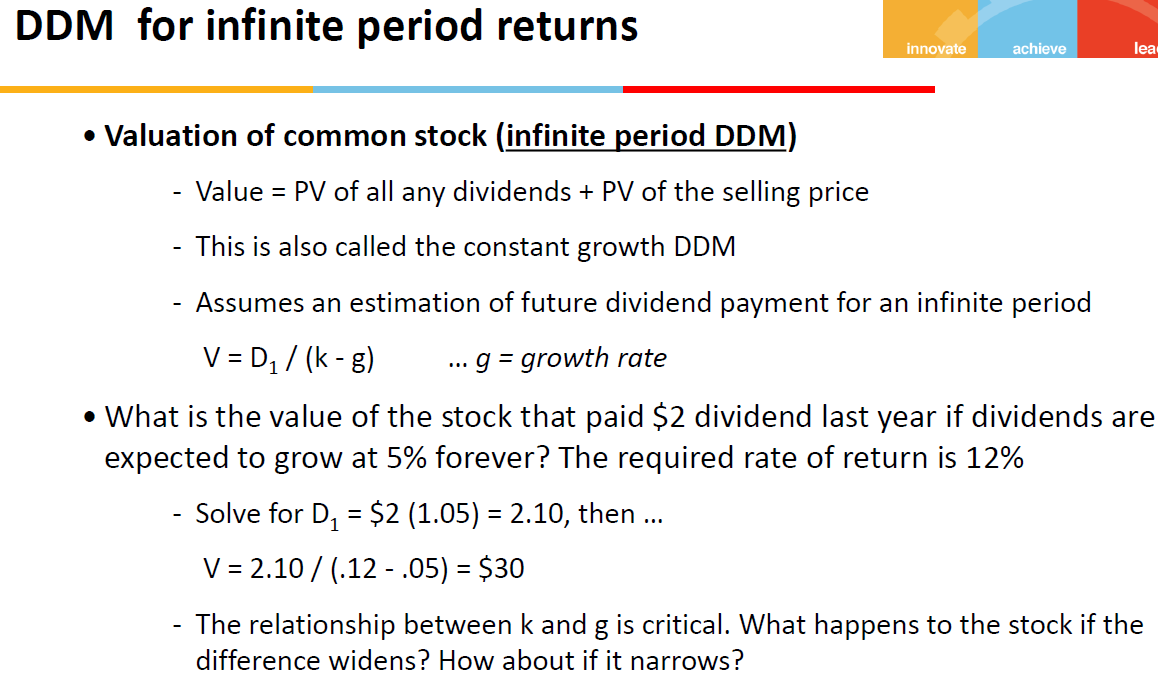 DDM for infinite period returns
innovate achieve lea
• Valuation of common stock (infinite period DDM)
- Value = PV of all any dividends + PV of the selling price
- This is also called the constant growth DDM
- Assumes an estimation of future dividend payment for an infinite period
V = D₁ / (k - g) ... g = growth rate
• What is the value of the stock that paid $2 dividend last year if dividends are
expected to grow at 5% forever? The required rate of return is 12%
- Solve for D₁ = $2 (1.05) = 2.10, then ...
V = 2.10 / (.12 - .05) = $30
- The relationship between k and g is critical. What happens to the stock if the
difference widens? How about if it narrows?